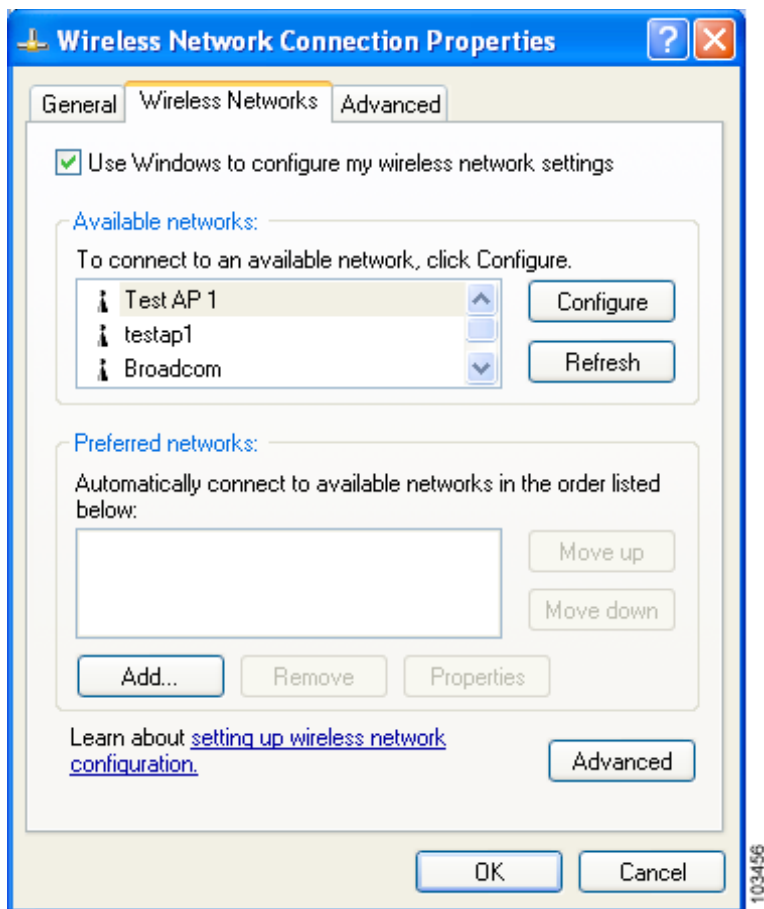 Wireless Network Connection Properties
?
General
Wireless Networks
Advanced
Use Windows to configure my wireless network settings
Available networks:
To connect to an available network, click Configure.
Test AP 1
testap1
Broadcom
Configure
Refresh
Preferred networks:
Automatically connect to available networks in the order listed
below:
Move up
Move down
Add...
Remove
Properties
Learn about setting up wireless network
configuration.
Advanced
OK
Cancel
103456